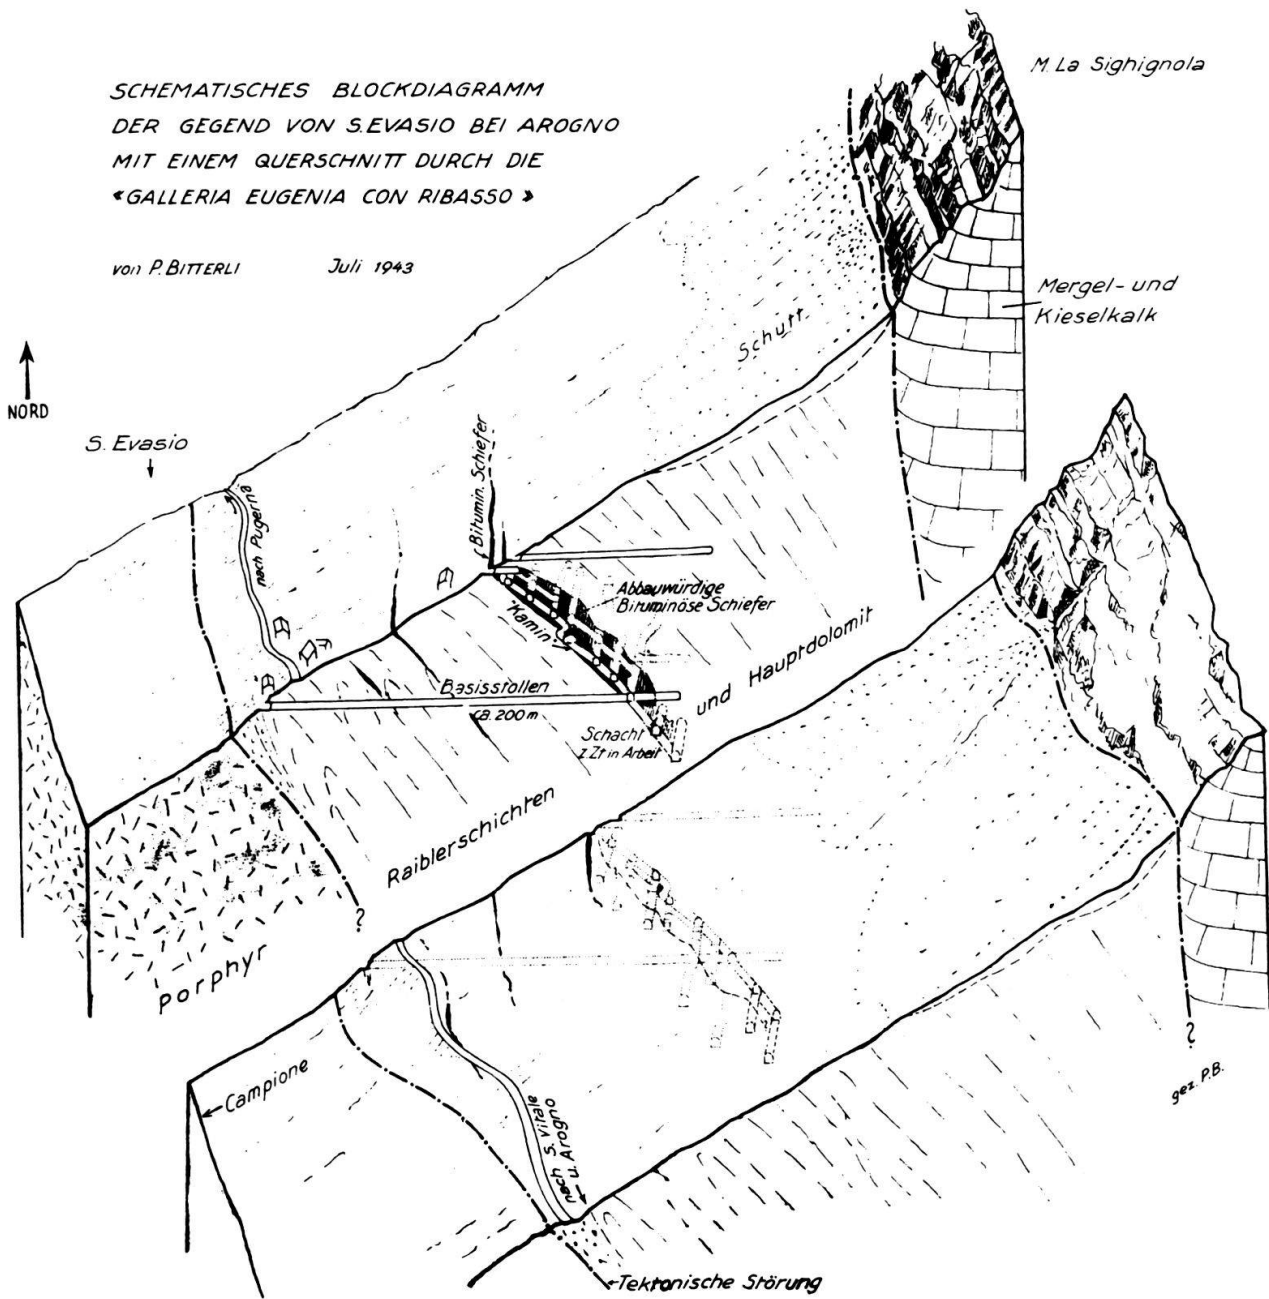 SCHEMATISCHES BLOCKDIAGRAMM
DER GEGEND VON S. EVASIO BEI AROGNO
MIT EINEM QUERSCHNITT DURCH DIE
«GALLERIA EUGENIA CON RIBASSO»
von P. BITTERLI Juli 1943
M. La Sighignola
Mergel- und
Kieselkalk
Schutt
NORD
S. Evasio
nach Pugerna
Bitumin. Schiefer
Abbauwürdige
Bituminöse Schiefer
"Kamin"
Basisstollen
ca. 200 m
Schacht
z. Zt in Arbeit
Raiblerschichten
und Hauptdolomit
Porphyr
?
Campione
nach S. Vitale
u. Arogno
?
gez. P.B.
Tektonische Störung